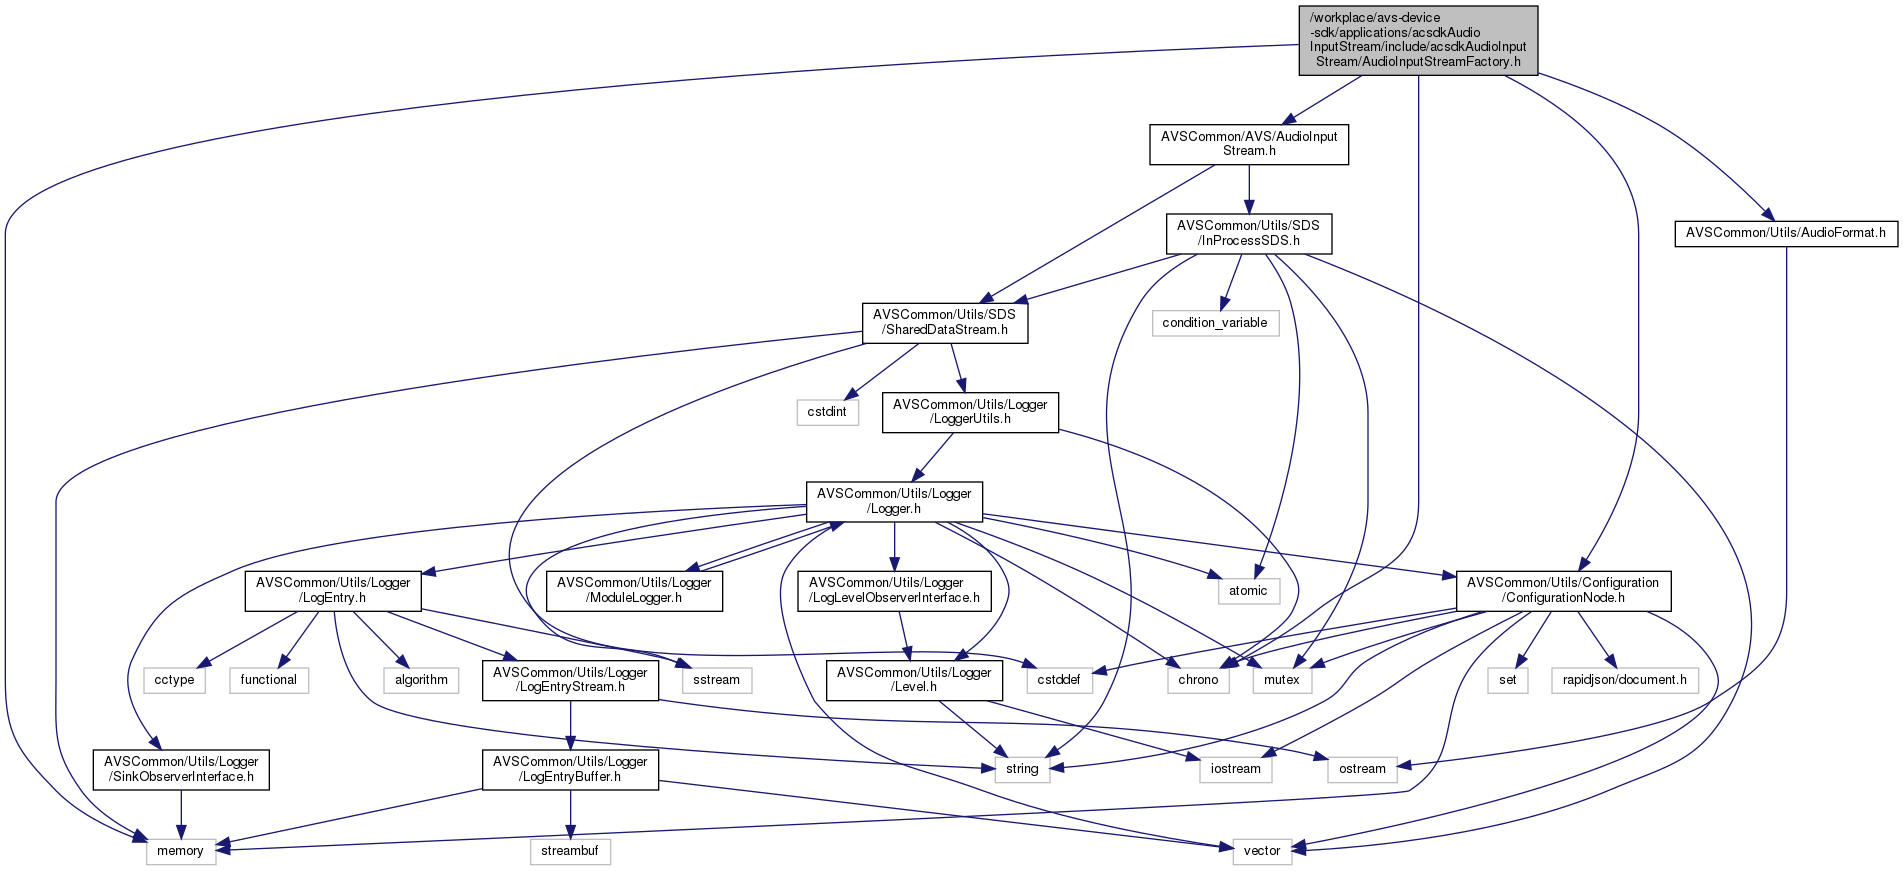 /workplace/avs-device
-sdk/applications/acsdkAudio
InputStream/include/acsdkAudioInput
Stream/AudioInputStreamFactory.h
AVSCommon/AVS/AudioInput
Stream.h
AVSCommon/Utils/SDS
/InProcessSDS.h
AVSCommon/Utils/AudioFormat.h
AVSCommon/Utils/SDS
/SharedDataStream.h
condition_variable
cstdint
AVSCommon/Utils/Logger
/LoggerUtils.h
AVSCommon/Utils/Logger
/Logger.h
AVSCommon/Utils/Logger
/LogEntry.h
AVSCommon/Utils/Logger
/ModuleLogger.h
AVSCommon/Utils/Logger
/LogLevelObserverInterface.h
atomic
AVSCommon/Utils/Configuration
/ConfigurationNode.h
cctype
functional
algorithm
AVSCommon/Utils/Logger
/LogEntryStream.h
sstream
AVSCommon/Utils/Logger
/Level.h
cstddef
chrono
mutex
set
rapidjson/document.h
AVSCommon/Utils/Logger
/SinkObserverInterface.h
AVSCommon/Utils/Logger
/LogEntryBuffer.h
string
iostream
ostream
memory
streambuf
vector